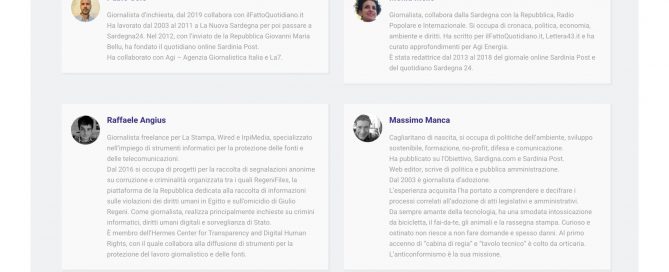 Giornalista d'inchiesta, dal 2019 collabora con ilFattoQuotidiano.it.
Ha lavorato dal 2003 al 2011 a La Nuova Sardegna per poi passare a
Sardegna24. Nel 2012, con l'inviato de la Repubblica Giovanni Maria
Bellu, ha fondato il quotidiano online Sardinia Post.
Ha collaborato con Agi – Agenzia Giornalistica Italia e La7.
Giornalista, collabora dalla Sardegna con la Repubblica, Radio
Popolare e Internazionale. Si occupa di cronaca, politica, economia,
ambiente e diritti. Ha scritto per ilFattoQuotidiano.it, Lettera43.it e ha
curato approfondimenti per Agi Energia.
È stata redattrice dal 2013 al 2018 del giornale online Sardinia Post e
del quotidiano Sardegna 24.
Raffaele Angius
Giornalista freelance per La Stampa, Wired e IrpiMedia, specializzato
nell'impiego di strumenti informatici per la protezione delle fonti e
delle telecomunicazioni.
Dal 2016 si occupa di progetti per la raccolta di segnalazioni anonime
su corruzione e criminalità organizzata tra i quali RegeniFiles, la
piattaforma de la Repubblica dedicata alla raccolta di informazioni
sulle violazioni dei diritti umani in Egitto e sull'omicidio di Giulio
Regeni. Come giornalista, realizza principalmente inchieste su crimini
informatici, diritti umani digitali e sorveglianza di Stato.
È membro dell'Hermes Center for Transparency and Digital Human
Rights, con il quale collabora alla diffusione di strumenti per la
protezione del lavoro giornalistico e delle fonti.
Massimo Manca
Cagliaritano di nascita, si occupa di politiche dell'ambiente, sviluppo
sostenibile, formazione, no-profit, difesa e comunicazione.
Ha pubblicato su l'Obiettivo, Sardigna.com e Sardinia Post.
Web editor, scrive di politica e pubblica amministrazione.
Dal 2003 è giornalista d'adozione.
L'esperienza acquisita l'ha portato a comprendere e decifrare i
processi correlati all'adozione di atti legislativi e amministrativi.
Da sempre amante della tecnologia, ha una smodata intossicazione
da bicicletta, il fai-da-te, gli animali e la rassegna stampa. Curioso e
ostinato non riesce a non fare domande e spesso danni. Al primo
accenno di "cabina di regia" e "tavolo tecnico" è colto da orticaria.
L'anticonformismo è la sua missione.